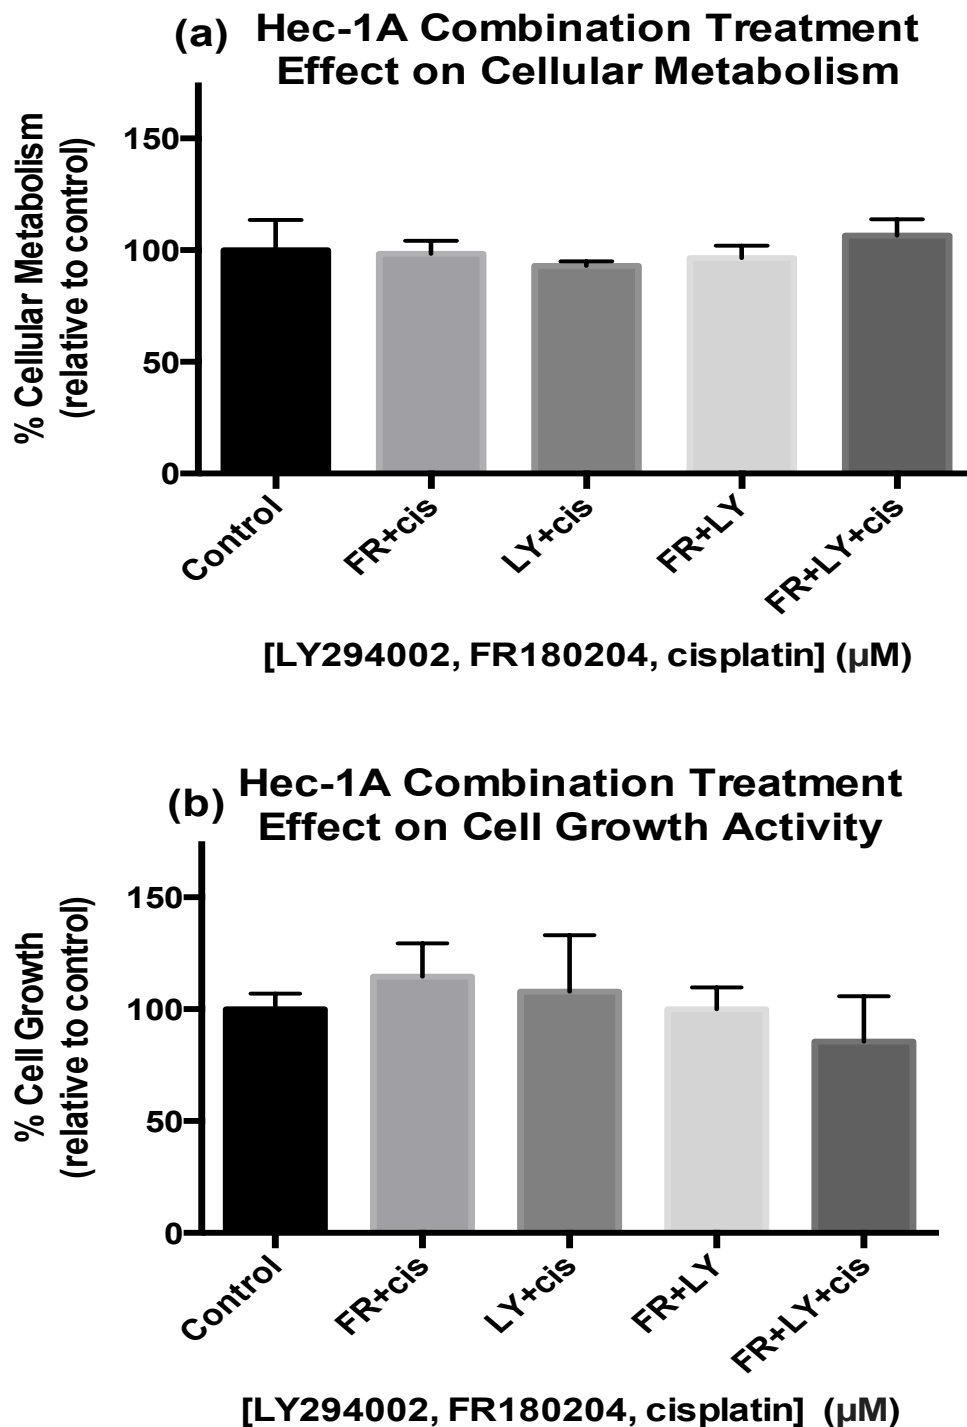 (a) Hec-1A Combination Treatment
Effect on Cellular Metabolism
% Cellular Metabolism
(relative to control)
150
100
50
0
Control
FR+cis
LY+cis
FR+LY
FR+LY+cis
[LY294002, FR180204, cisplatin] (µM)
(b) Hec-1A Combination Treatment
Effect on Cell Growth Activity
% Cell Growth
(relative to control)
150
100
50
0
Control
FR+cis
LY+cis
FR+LY
FR+LY+cis
[LY294002, FR180204, cisplatin] (µM)